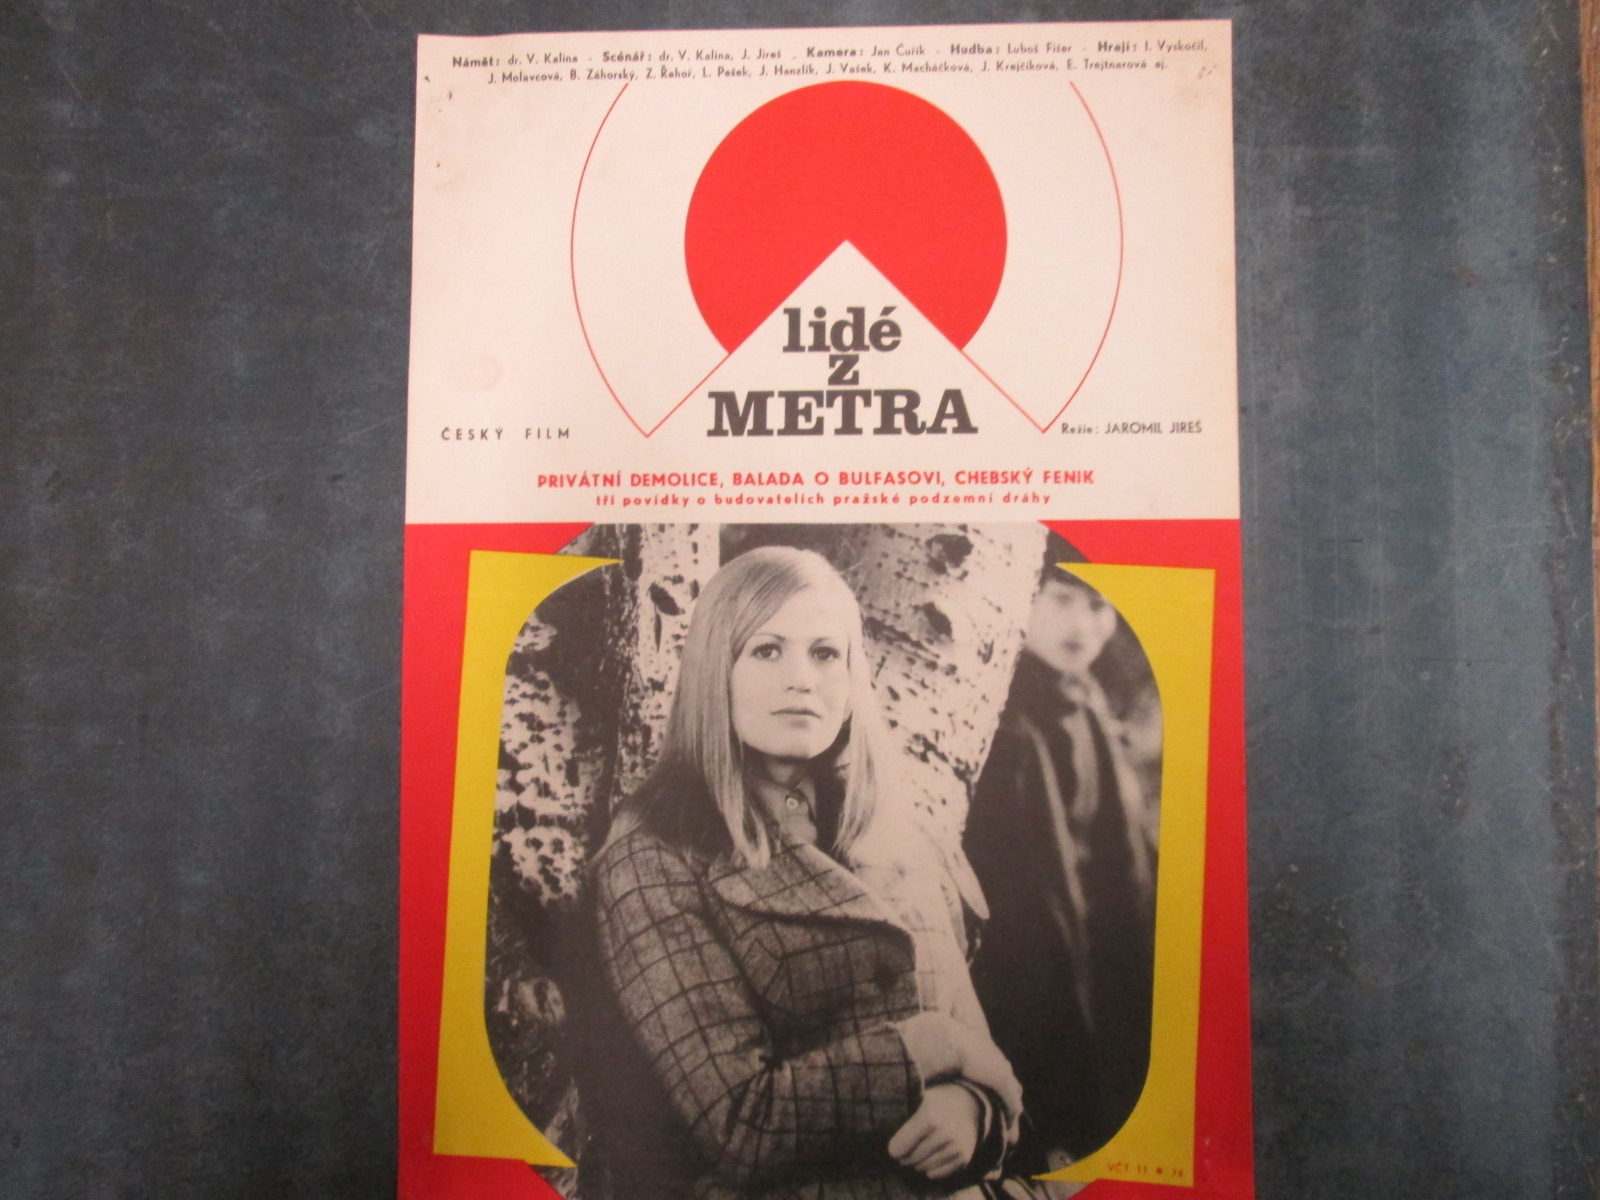 Námět: dr. V. Kalina - Scénář: dr. V. Kalina, J. Jireš - Kamera: Jan Čuřík - Hudba: Luboš Fišer - Hrají: I. Vyskočil,
J. Molavcová, B. Záhorský, Z. Řehoř, L. Pešek, J. Hanzlík, J. Vašek, K. Macháčková, J. Krejčíková, E. Trejtnarová aj.
lidé
z
METRA
ČESKÝ FILM
Režie: JAROMIL JIREŠ
PRIVÁTNÍ DEMOLICE, BALADA O BULFASOVI, CHEBSKÝ FENIK
tři povídky o budovatelích pražské podzemní dráhy
VČT 11